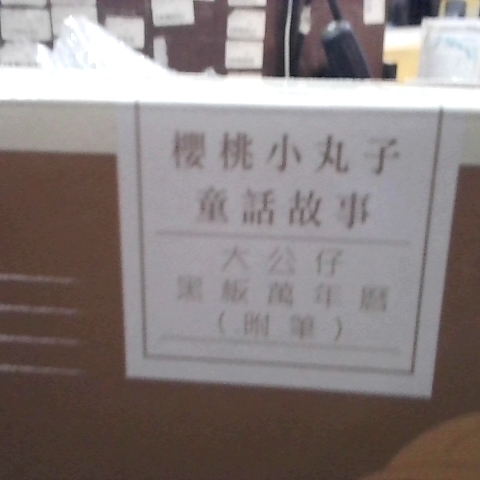 櫻桃小丸子
童話故事
大公仔
黑板萬年曆
(附筆)